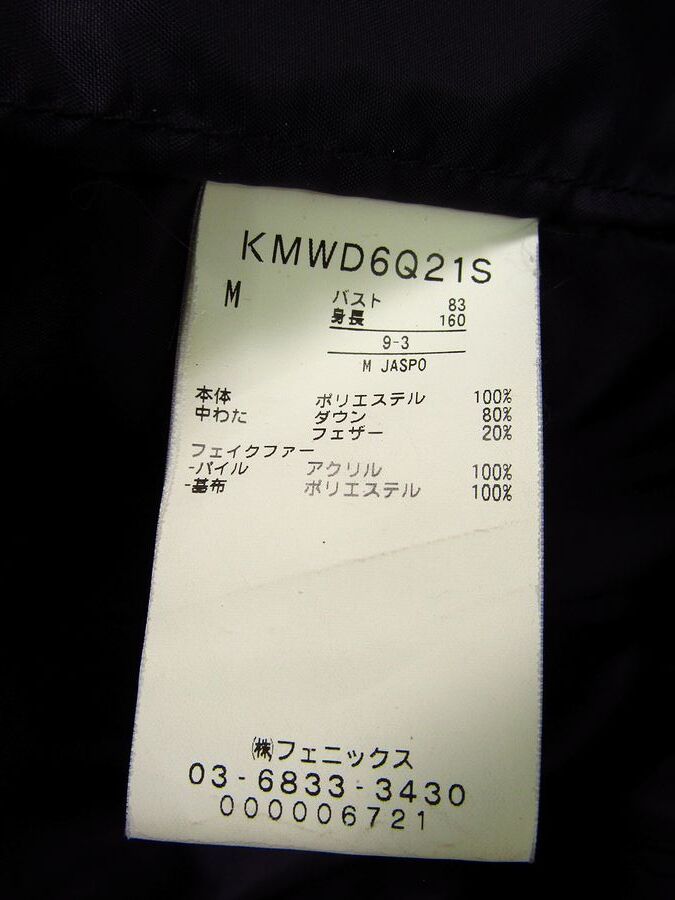 KMWD6Q21S
M バスト 83
身長 160
9-3
M JASPO
本体 ポリエステル 100%
中わた ダウン 80%
フェザー 20%
フェイクファー
-パイル アクリル 100%
-基布 ポリエステル 100%
㈱フェニックス
03-6833-3430
000006721